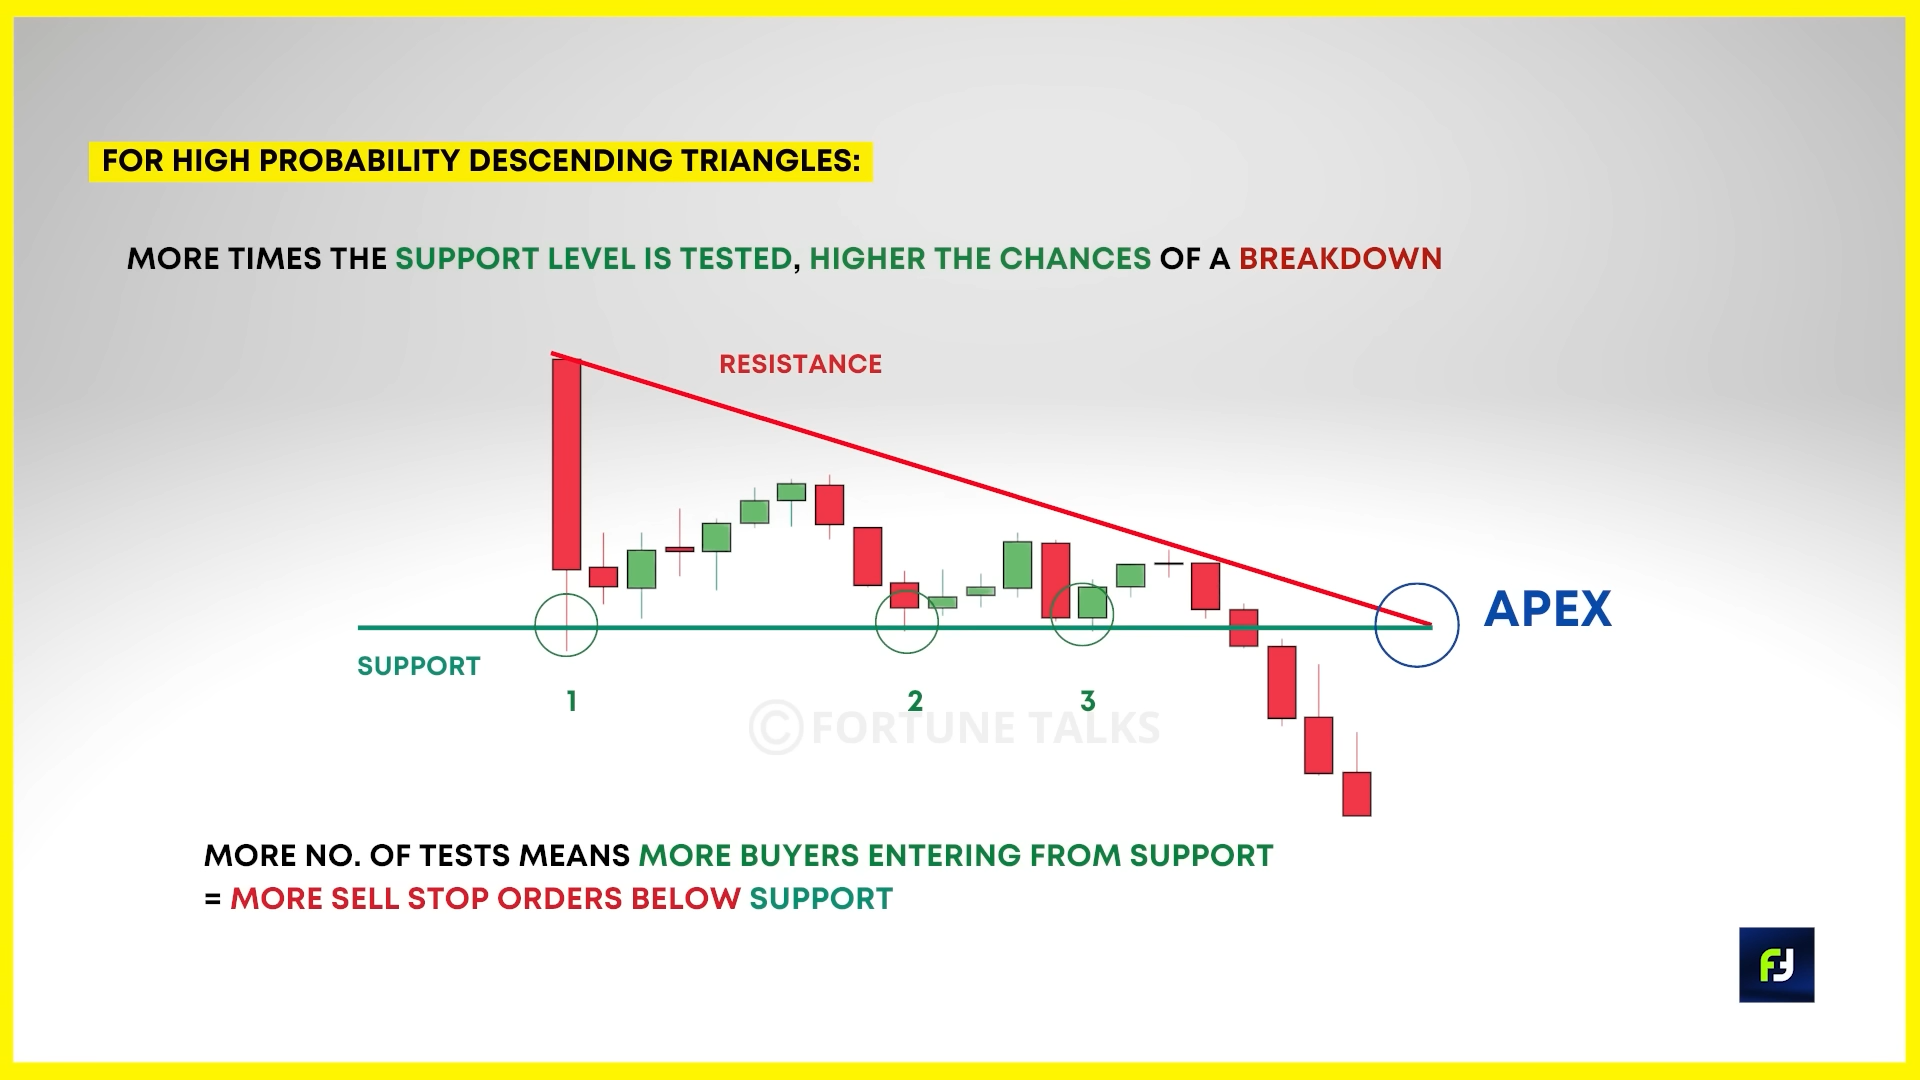 FOR HIGH PROBABILITY DESCENDING TRIANGLES:
MORE TIMES THE SUPPORT LEVEL IS TESTED, HIGHER THE CHANCES OF A BREAKDOWN
RESISTANCE
APEX
SUPPORT
1
2
3
© FORTUNE TALKS
MORE NO. OF TESTS MEANS MORE BUYERS ENTERING FROM SUPPORT
= MORE SELL STOP ORDERS BELOW SUPPORT